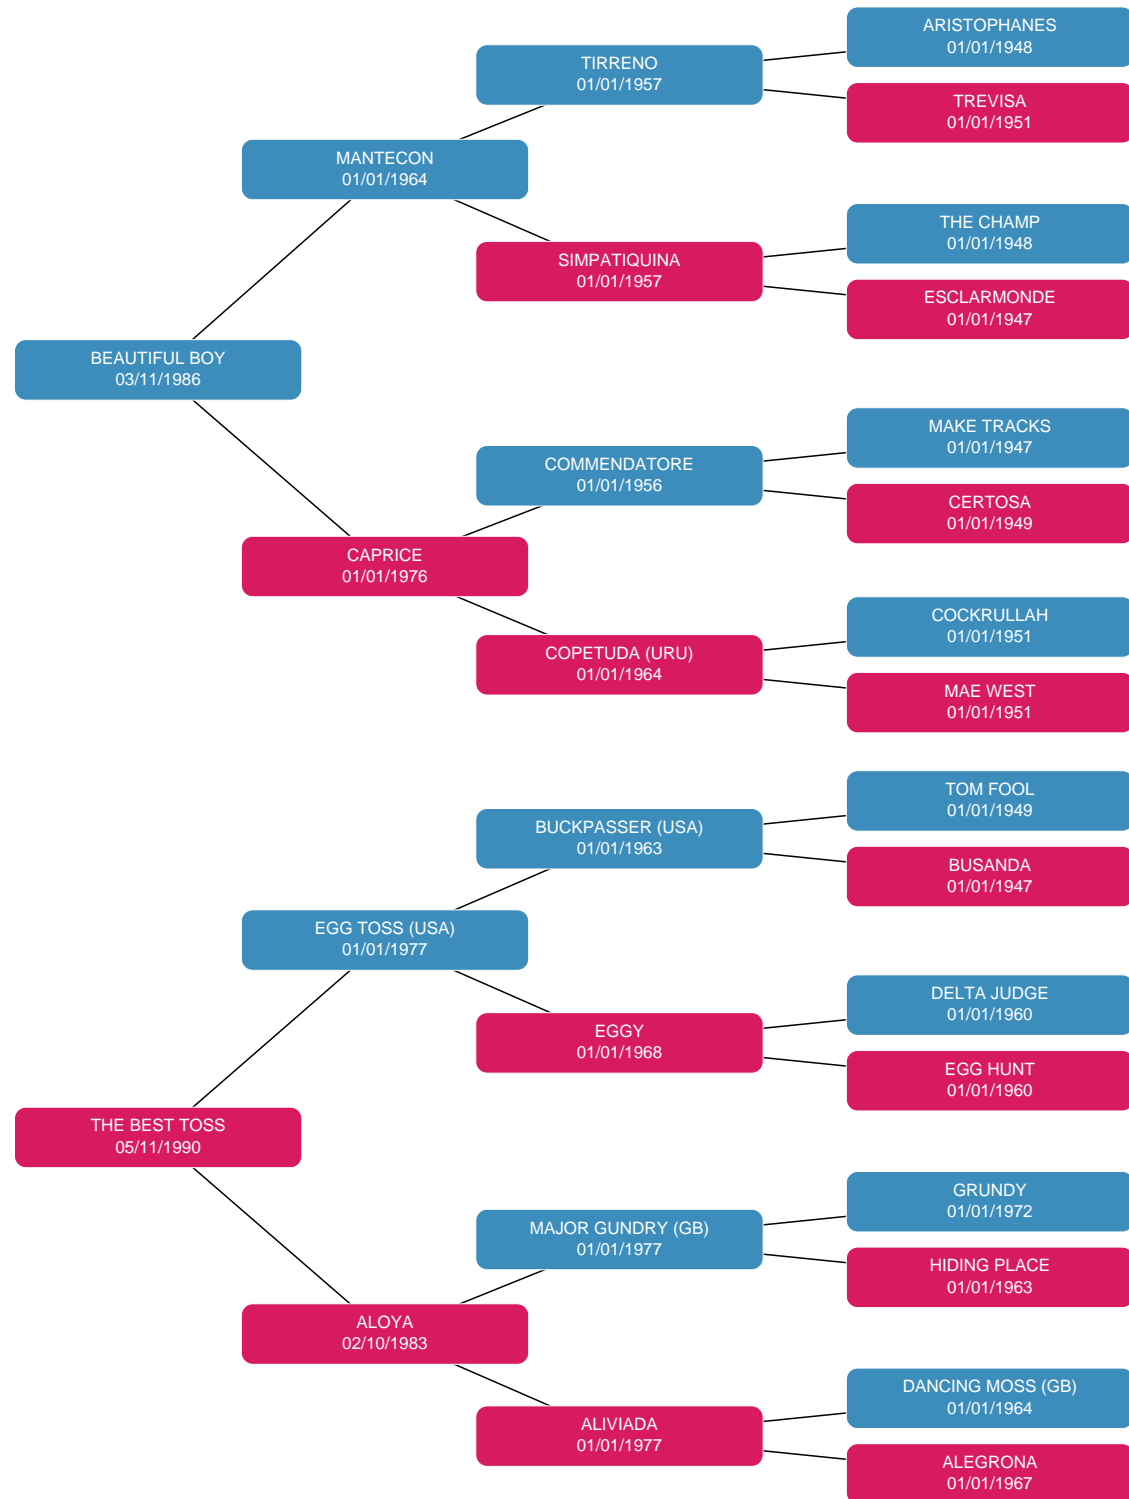 ARISTOPHANES
01/01/1948
TIRRENO
01/01/1957
TREVISA
01/01/1951
MANTECON
01/01/1964
THE CHAMP
01/01/1948
SIMPATIQUINA
01/01/1957
ESCLARMONDE
01/01/1947
BEAUTIFUL BOY
03/11/1986
MAKE TRACKS
01/01/1947
COMMENDATORE
01/01/1956
CERTOSA
01/01/1949
CAPRICE
01/01/1976
COCKRULLAH
01/01/1951
COPETUDA (URU)
01/01/1964
MAE WEST
01/01/1951
TOM FOOL
01/01/1949
BUCKPASSER (USA)
01/01/1963
BUSANDA
01/01/1947
EGG TOSS (USA)
01/01/1977
DELTA JUDGE
01/01/1960
EGGY
01/01/1968
EGG HUNT
01/01/1960
THE BEST TOSS
05/11/1990
GRUNDY
01/01/1972
MAJOR GUNDRY (GB)
01/01/1977
HIDING PLACE
01/01/1963
ALOYA
02/10/1983
DANCING MOSS (GB)
01/01/1964
ALIVIADA
01/01/1977
ALEGRONA
01/01/1967